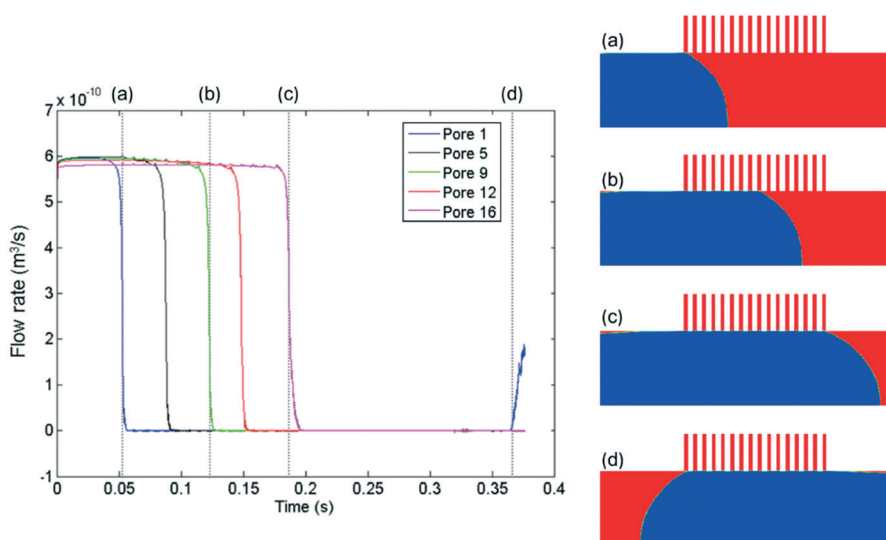 (a)
(b)
(c)
(d)
× 10⁻¹⁰
7
6
5
4
3
2
1
0
-1
Flow rate (m³/s)
Pore 1
Pore 5
Pore 9
Pore 12
Pore 16
0
0.05
0.1
0.15
0.2
0.25
0.3
0.35
0.4
Time (s)
(a)
(b)
(c)
(d)